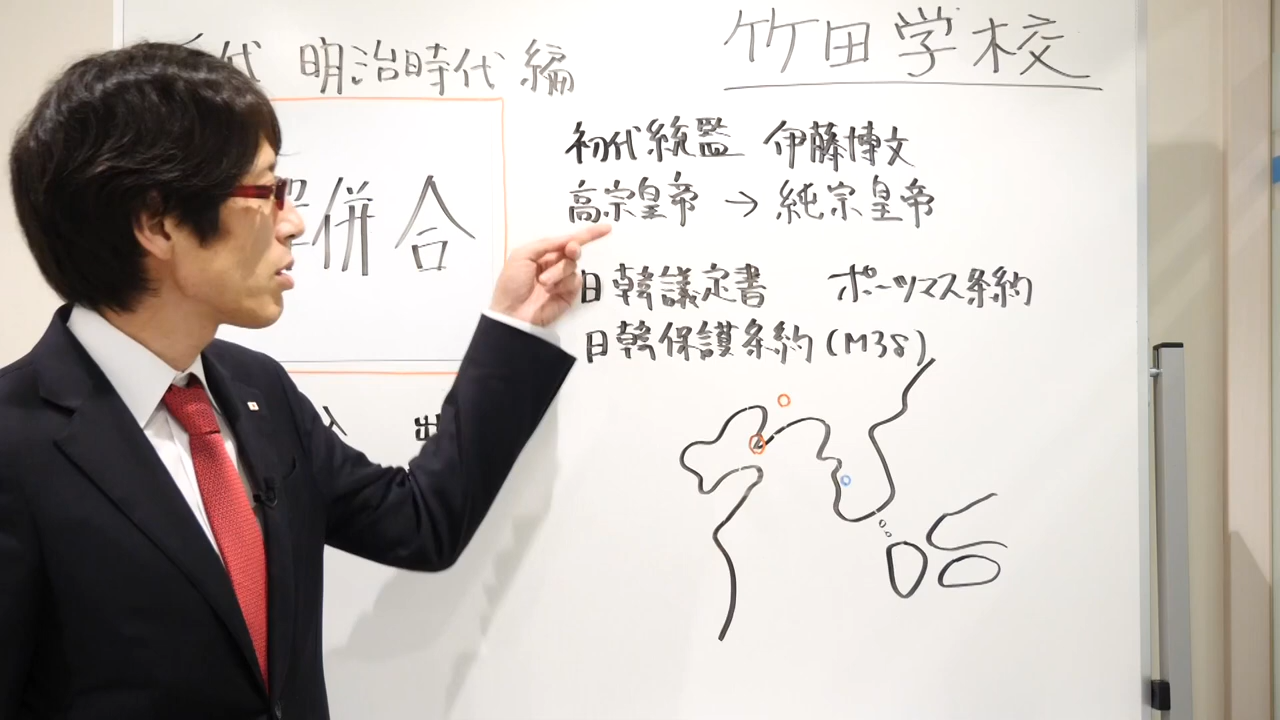 代 明治時代編
竹田学校
併合
初代統監 伊藤博文
高宗皇帝 → 純宗皇帝
日韓議定書 ポーツマス条約
日韓保護条約(M38)